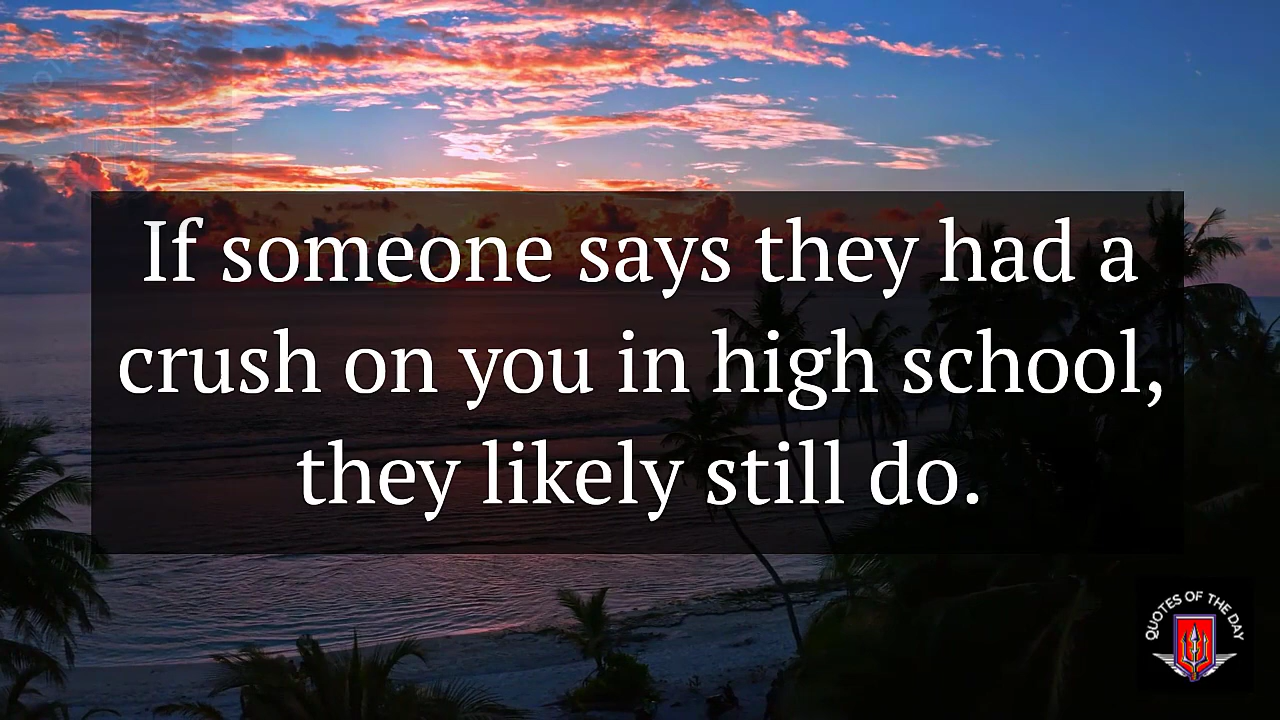 If someone says they had a
crush on you in high school,
they likely still do.
QUOTES OF THE DAY